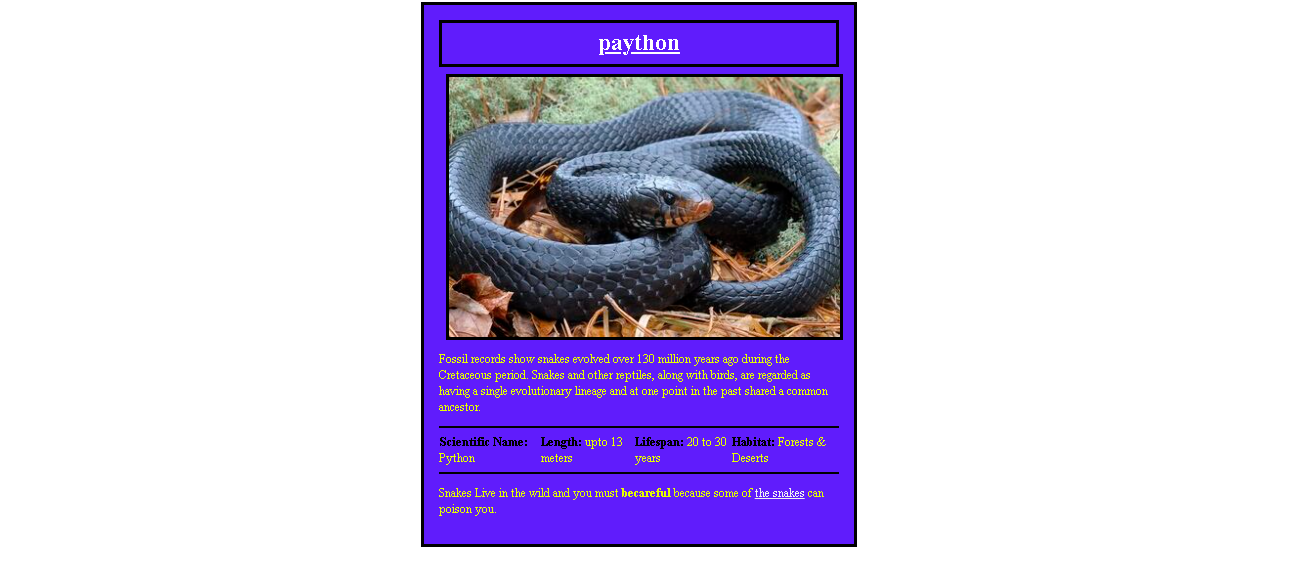 paython
Fossil records show snakes evolved over 130 million years ago during the
Cretaceous period. Snakes and other reptiles, along with birds, are regarded as
having a single evolutionary lineage and at one point in the past shared a common
ancestor.
Scientific Name: Length: upto 13 Lifespan: 20 to 30 Habitat: Forests &
Python meters years Deserts
Snakes Live in the wild and you must becareful because some of the snakes can
poison you.